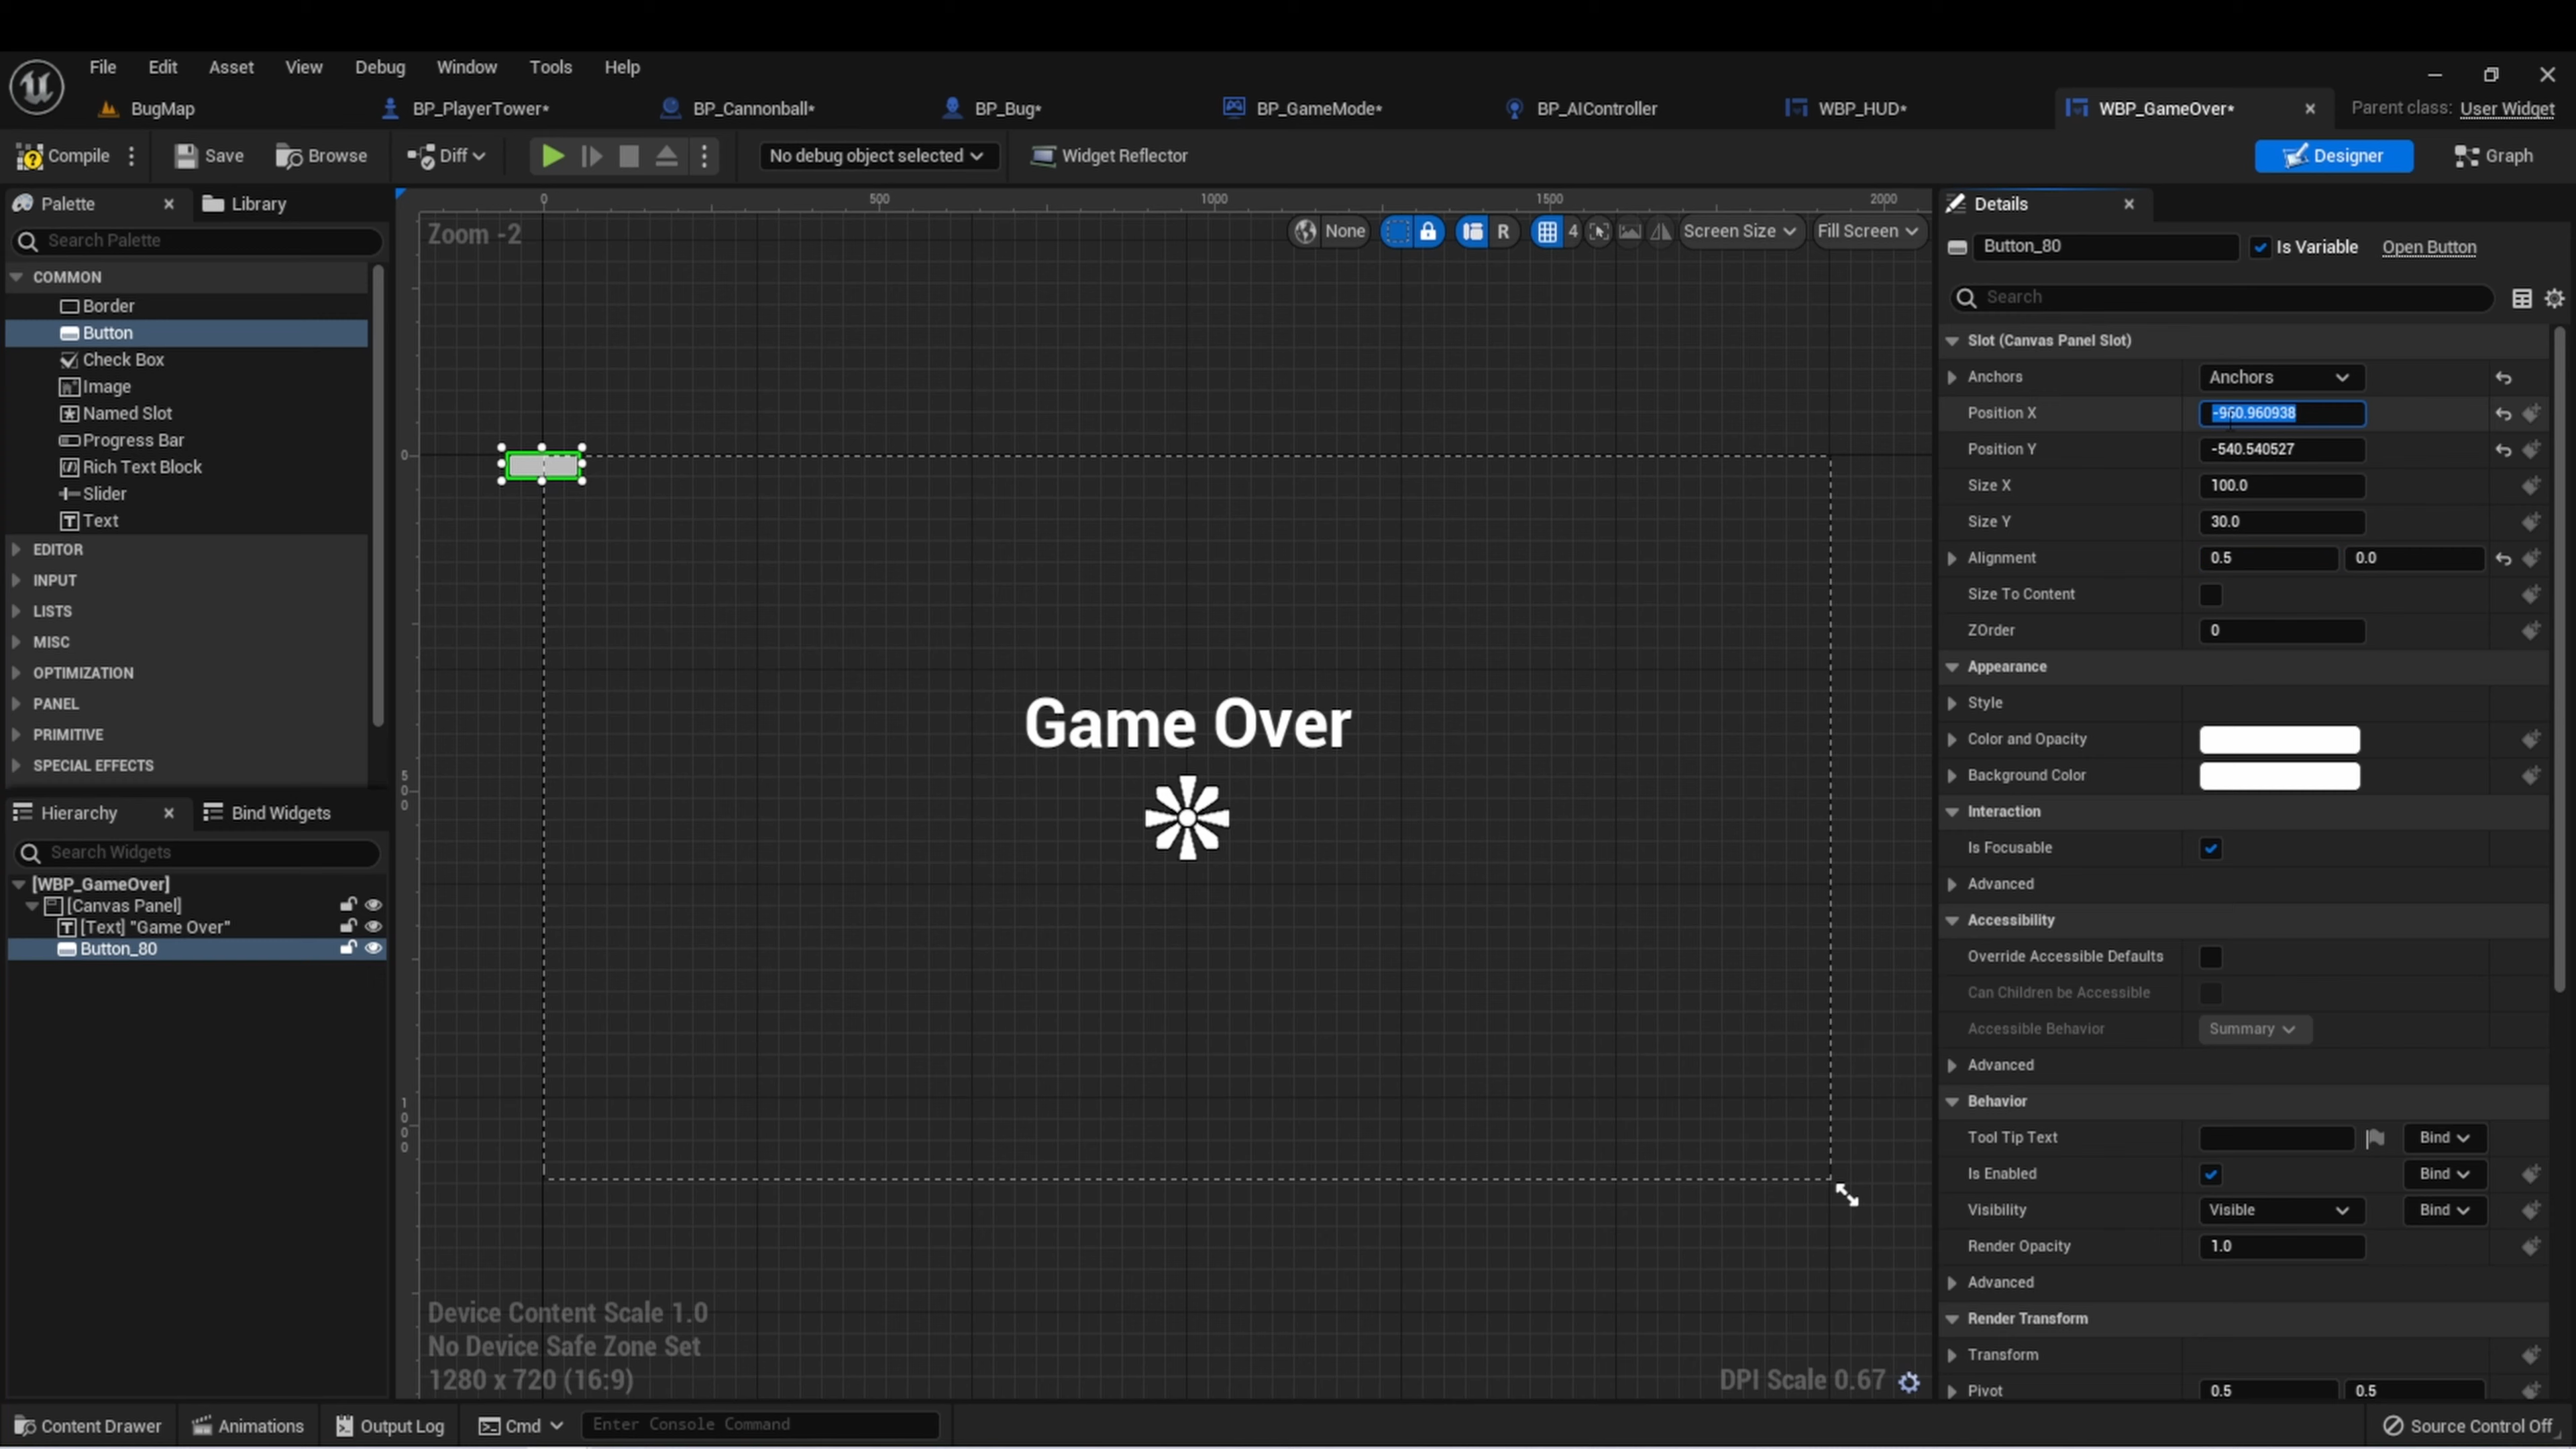 File Edit Asset View Debug Window Tools Help
BugMap BP_PlayerTower* BP_Cannonball* BP_Bug* BP_GameMode* BP_AIController WBP_HUD* WBP_GameOver* Parent class: User Widget
Compile Save Browse Diff No debug object selected Widget Reflector Designer Graph
Palette Library
Search Palette
COMMON
Border
Button
Check Box
Image
Named Slot
Progress Bar
Rich Text Block
Slider
Text
EDITOR
INPUT
LISTS
MISC
OPTIMIZATION
PANEL
PRIMITIVE
SPECIAL EFFECTS
Hierarchy Bind Widgets
Search Widgets
[WBP_GameOver]
[Canvas Panel]
[Text] "Game Over"
Button_80
0 500 1000 1500 2000
Zoom -2
None R 4 Screen Size Fill Screen
0
500
1000
Game Over
Device Content Scale 1.0
No Device Safe Zone Set
1280 x 720 (16:9)
DPI Scale 0.67
Details
Button_80 Is Variable Open Button
Search
Slot (Canvas Panel Slot)
Anchors Anchors
Position X -960.960938
Position Y -540.540527
Size X 100.0
Size Y 30.0
Alignment 0.5 0.0
Size To Content
ZOrder 0
Appearance
Style
Color and Opacity
Background Color
Interaction
Is Focusable
Advanced
Accessibility
Override Accessible Defaults
Can Children be Accessible
Accessible Behavior Summary
Advanced
Behavior
Tool Tip Text Bind
Is Enabled Bind
Visibility Visible Bind
Render Opacity 1.0
Advanced
Render Transform
Transform
Pivot 0.5 0.5
Content Drawer Animations Output Log Cmd Enter Console Command Source Control Off